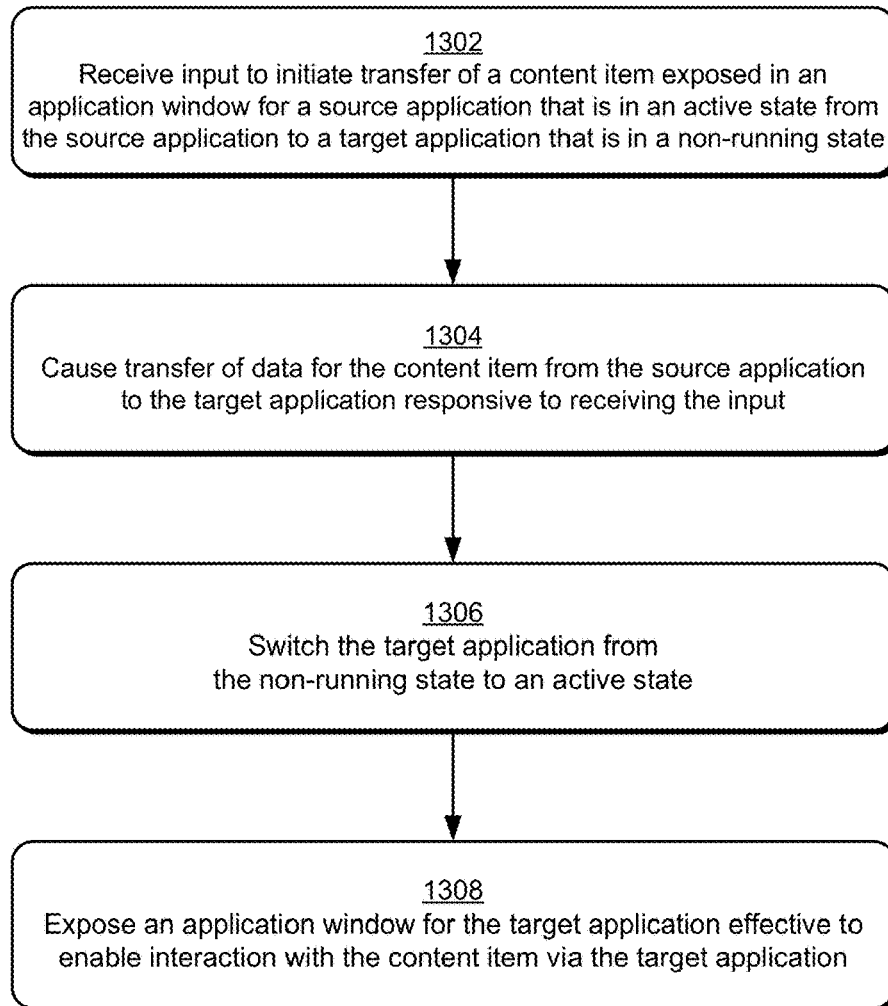 1302
Receive input to initiate transfer of a content item exposed in an
application window for a source application that is in an active state from
the source application to a target application that is in a non-running state
1304
Cause transfer of data for the content item from the source application
to the target application responsive to receiving the input
1306
Switch the target application from
the non-running state to an active state
1308
Expose an application window for the target application effective to
enable interaction with the content item via the target application